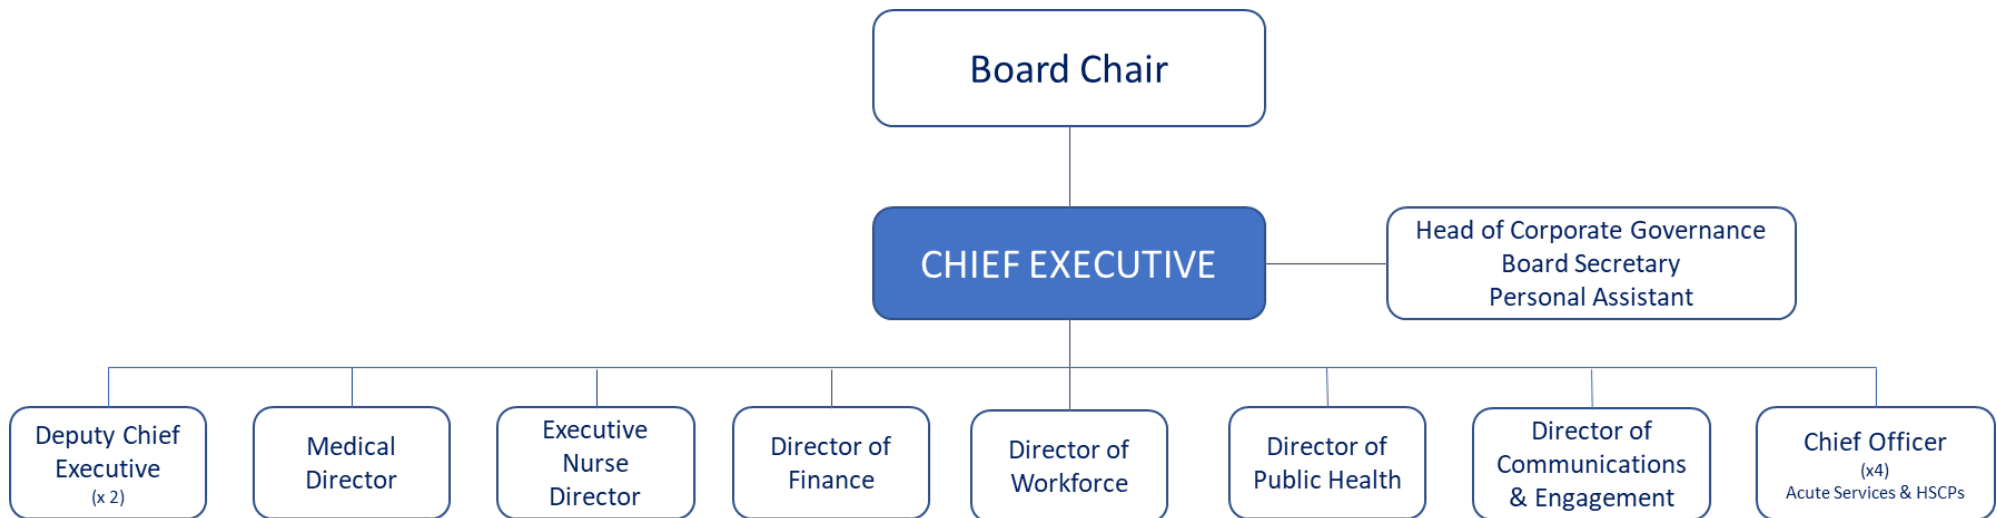 Board Chair
CHIEF EXECUTIVE
Head of Corporate Governance
Board Secretary
Personal Assistant
Deputy Chief
Executive
(x 2)
Medical
Director
Executive
Nurse
Director
Director of
Finance
Director of
Workforce
Director of
Public Health
Director of
Communications
& Engagement
Chief Officer
(x4)
Acute Services & HSCPs